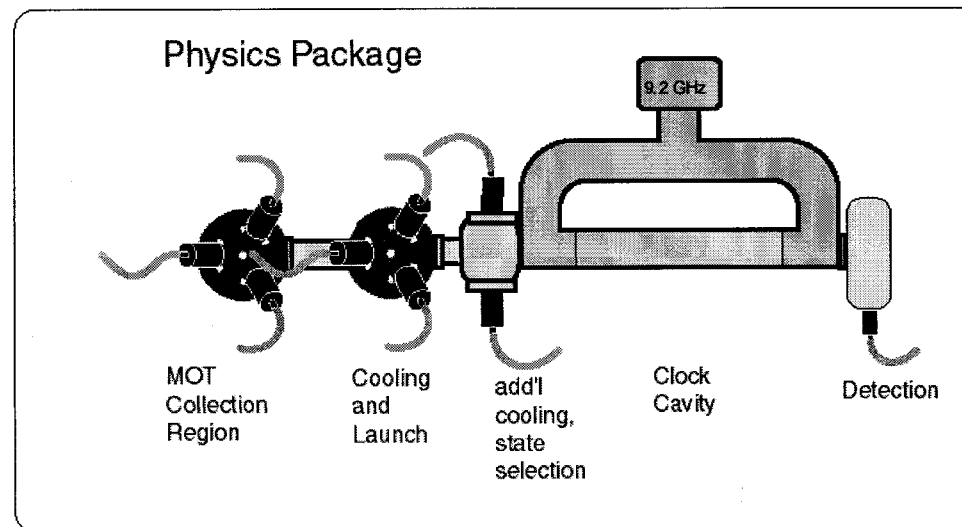 Physics Package
9.2 GHz
MOT
Collection
Region
Cooling
and
Launch
add'l
cooling,
state
selection
Clock
Cavity
Detection